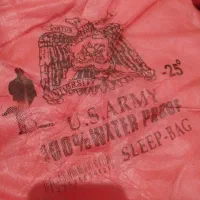 -25°
U.S. ARMY
100% WATER PROOF
SLEEP-BAG